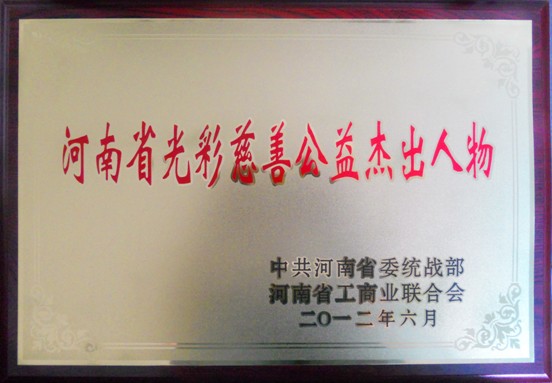 河南省光彩慈善公益杰出人物
中共河南省委统战部
河南省工商业联合会
二〇一二年六月